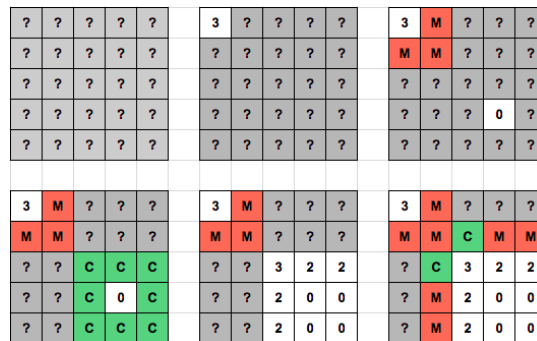 ? ? ? ? ? 3 ? ? ? ? 3 M ? ? ?
? ? ? ? ? ? ? ? ? ? M M ? ? ?
? ? ? ? ? ? ? ? ? ? ? ? ? ? ?
? ? ? ? ? ? ? ? ? ? ? ? ? 0 ?
? ? ? ? ? ? ? ? ? ? ? ? ? ? ?
3 M ? ? ? 3 M ? ? ? 3 M ? ? ?
M M ? ? ? M M ? ? ? M M C M M
? ? C C C ? ? 3 2 2 ? C 3 2 2
? ? C 0 C ? ? 2 0 0 ? M 2 0 0
? ? C C C ? ? 2 0 0 ? M 2 0 0